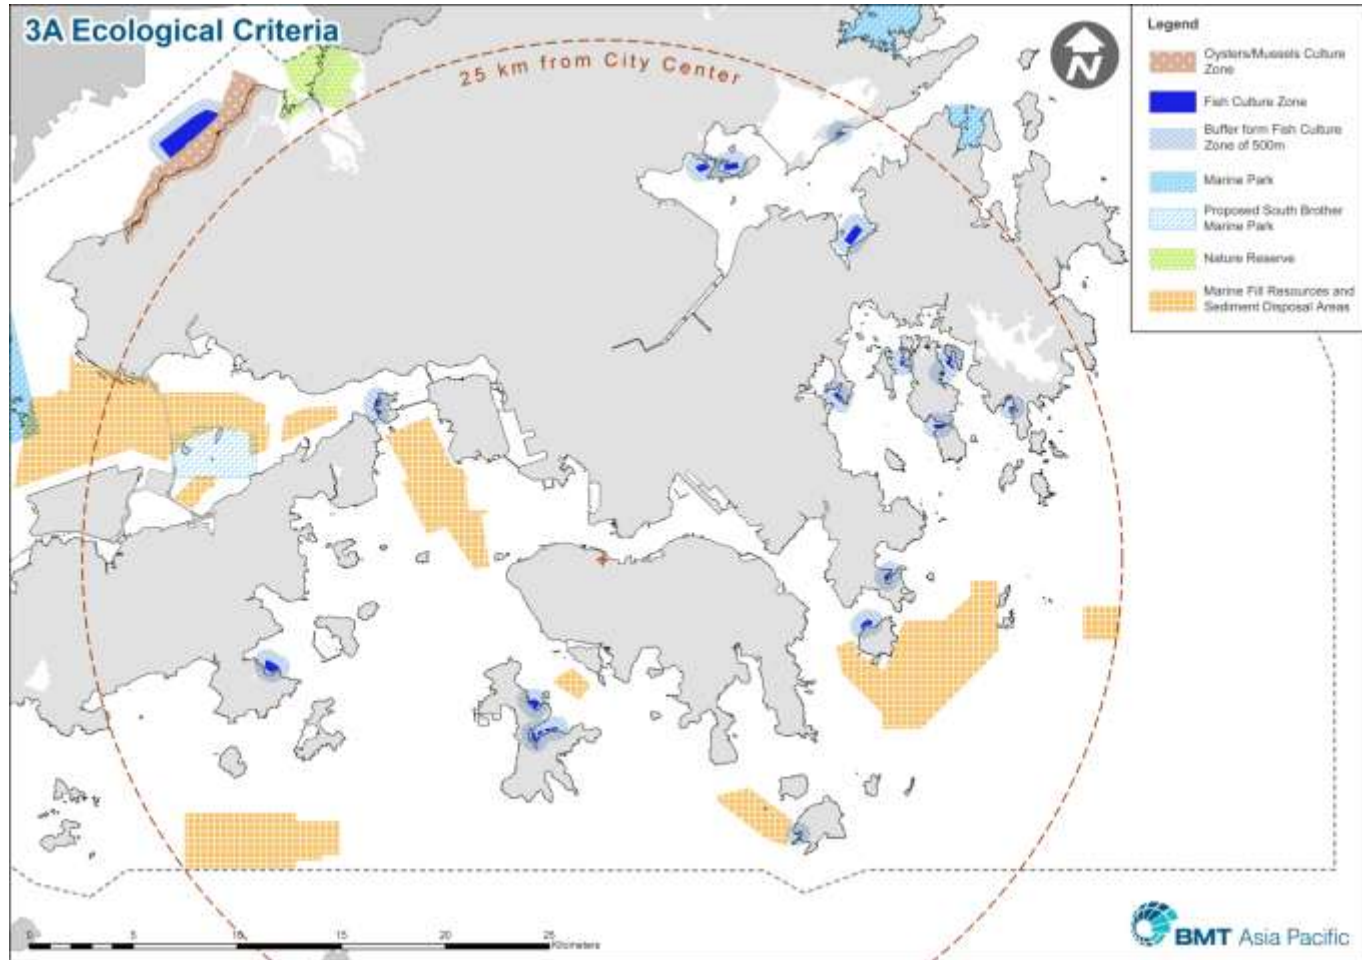 3A Ecological Criteria
25 km from City Center
N
Legend
Oysters/Mussels Culture
Zone
Fish Culture Zone
Buffer form Fish Culture
Zone of 500m
Marine Park
Proposed South Brother
Marine Park
Nature Reserve
Marine Fill Resources and
Sediment Disposal Areas
0 5 10 15 20 25
Kilometers
BMT Asia Pacific